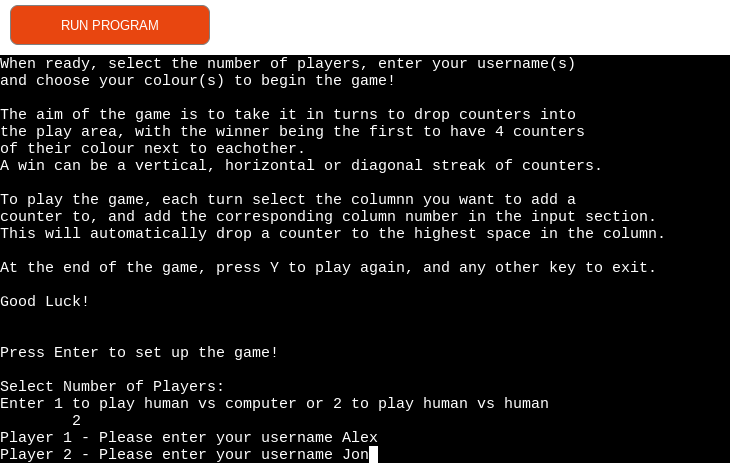 RUN PROGRAM
When ready, select the number of players, enter your username(s)
and choose your colour(s) to begin the game!
The aim of the game is to take it in turns to drop counters into
the play area, with the winner being the first to have 4 counters
of their colour next to eachother.
A win can be a vertical, horizontal or diagonal streak of counters.
To play the game, each turn select the columnn you want to add a
counter to, and add the corresponding column number in the input section.
This will automatically drop a counter to the highest space in the column.
At the end of the game, press Y to play again, and any other key to exit.
Good Luck!
Press Enter to set up the game!
Select Number of Players:
Enter 1 to play human vs computer or 2 to play human vs human
2
Player 1 - Please enter your username Alex
Player 2 - Please enter your username Jon